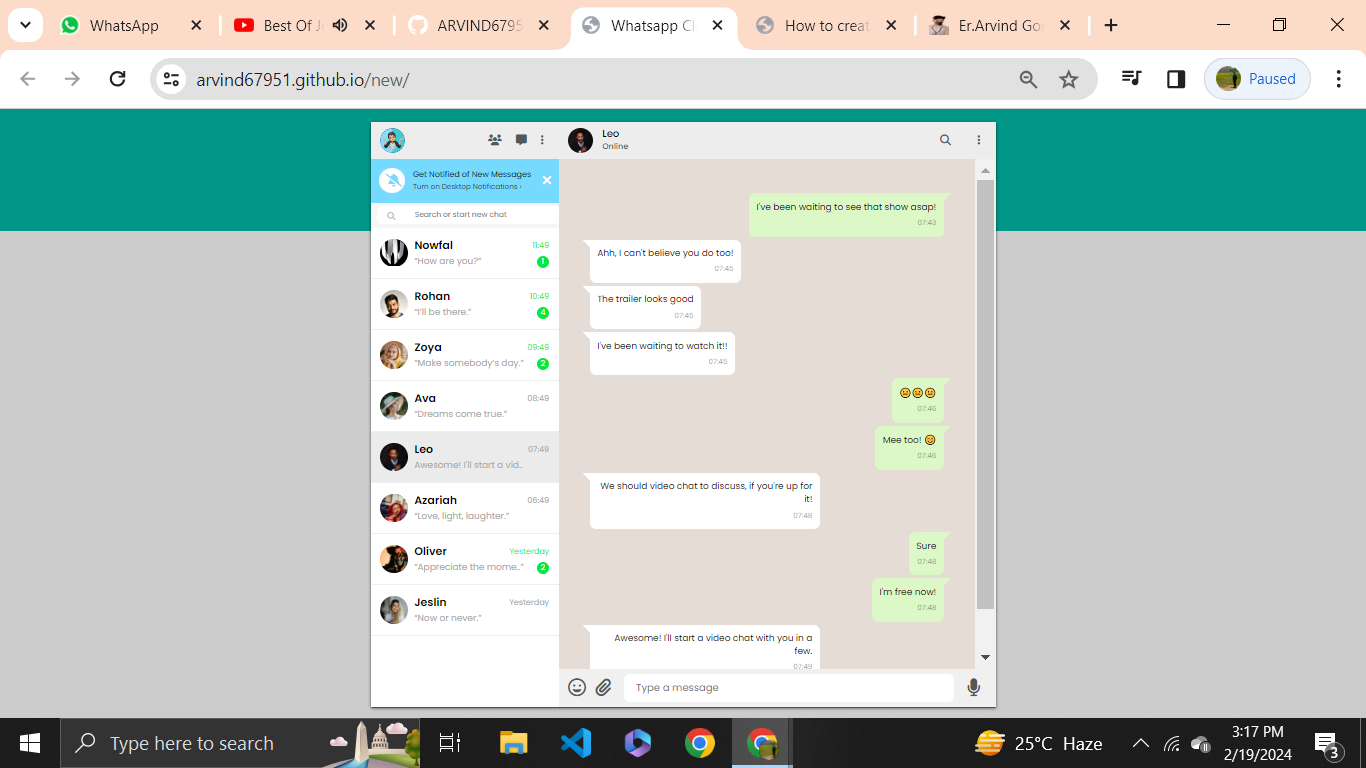 WhatsApp
Best Of J
ARVIND6795
Whatsapp Cl
How to creat
Er.Arvind Gor
arvind67951.github.io/new/
Paused
Leo
Online
Get Notified of New Messages
Turn on Desktop Notifications ›
Search or start new chat
Nowfal 11:49
“How are you?” 1
Rohan 10:49
“I’ll be there.” 4
Zoya 09:49
“Make somebody’s day.” 2
Ava 08:49
“Dreams come true.”
Leo 07:49
Awesome! I'll start a vid..
Azariah 06:49
“Love, light, laughter.”
Oliver Yesterday
“Appreciate the mome..” 2
Jeslin Yesterday
“Now or never.”
I've been waiting to see that show asap!
07:43
Ahh, I can't believe you do too!
07:45
The trailer looks good
07:45
I've been waiting to watch it!!
07:45
😆😆😆
07:46
Mee too! 😊
07:46
We should video chat to discuss, if you're up for
it!
07:48
Sure
07:48
I'm free now!
07:48
Awesome! I'll start a video chat with you in a
few.
07:49
Type a message
Type here to search
25°C Haze
3:17 PM
2/19/2024
3